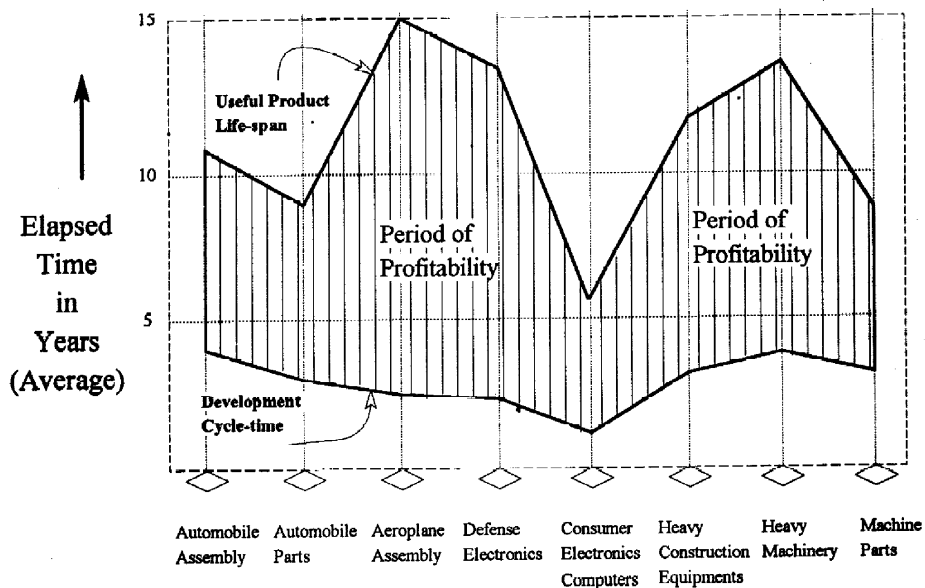 15
10
5
Elapsed
Time
in
Years
(Average)
Useful Product
Life-span
Period of
Profitability
Period of
Profitability
Development
Cycle-time
Automobile
Assembly
Automobile
Parts
Aeroplane
Assembly
Defense
Electronics
Consumer
Electronics
Computers
Heavy
Construction
Equipments
Heavy
Machinery
Machine
Parts